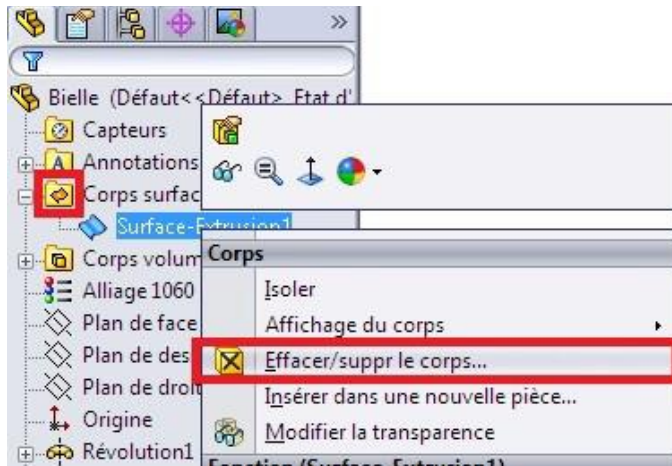 »
Bielle (Défaut<<Défaut>_Etat d'
Capteurs
Annotations
Corps surfac
Surface-Extrusion1
Corps volum
Corps
Alliage 1060
Isoler
Plan de face
Affichage du corps
Plan de des
Effacer/suppr le corps...
Plan de droit
Insérer dans une nouvelle pièce...
Origine
Modifier la transparence
Révolution1
Fonction (Surface-Extrusion1)